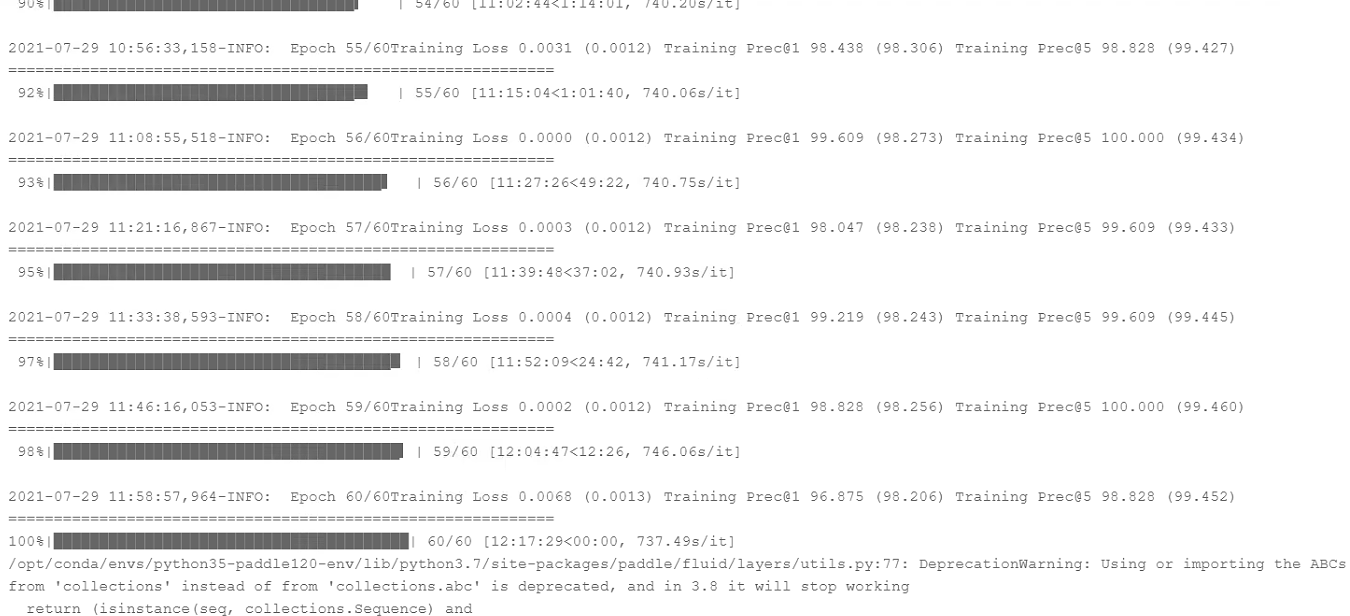 90%|█████████████████████████████████▋    | 54/60 [11:02:44<1:14:01, 740.20s/it]
2021-07-29 10:56:33,158-INFO:  Epoch 55/60Training Loss 0.0031 (0.0012) Training Prec@1 98.438 (98.306) Training Prec@5 98.828 (99.427)
============================================================
92%|██████████████████████████████████▊   | 55/60 [11:15:04<1:01:40, 740.06s/it]
2021-07-29 11:08:55,518-INFO:  Epoch 56/60Training Loss 0.0000 (0.0012) Training Prec@1 99.609 (98.273) Training Prec@5 100.000 (99.434)
============================================================
93%|████████████████████████████████████▍  | 56/60 [11:27:26<49:22, 740.75s/it]
2021-07-29 11:21:16,867-INFO:  Epoch 57/60Training Loss 0.0003 (0.0012) Training Prec@1 98.047 (98.238) Training Prec@5 99.609 (99.433)
============================================================
95%|█████████████████████████████████████  | 57/60 [11:39:48<37:02, 740.93s/it]
2021-07-29 11:33:38,593-INFO:  Epoch 58/60Training Loss 0.0004 (0.0012) Training Prec@1 99.219 (98.243) Training Prec@5 99.609 (99.445)
============================================================
97%|█████████████████████████████████████▋ | 58/60 [11:52:09<24:42, 741.17s/it]
2021-07-29 11:46:16,053-INFO:  Epoch 59/60Training Loss 0.0002 (0.0012) Training Prec@1 98.828 (98.256) Training Prec@5 100.000 (99.460)
============================================================
98%|██████████████████████████████████████▎| 59/60 [12:04:47<12:26, 746.06s/it]
2021-07-29 11:58:57,964-INFO:  Epoch 60/60Training Loss 0.0068 (0.0013) Training Prec@1 96.875 (98.206) Training Prec@5 98.828 (99.452)
============================================================
100%|███████████████████████████████████████| 60/60 [12:17:29<00:00, 737.49s/it]
/opt/conda/envs/python35-paddle120-env/lib/python3.7/site-packages/paddle/fluid/layers/utils.py:77: DeprecationWarning: Using or importing the ABCs
from 'collections' instead of from 'collections.abc' is deprecated, and in 3.8 it will stop working
  return (isinstance(seq, collections.Sequence) and